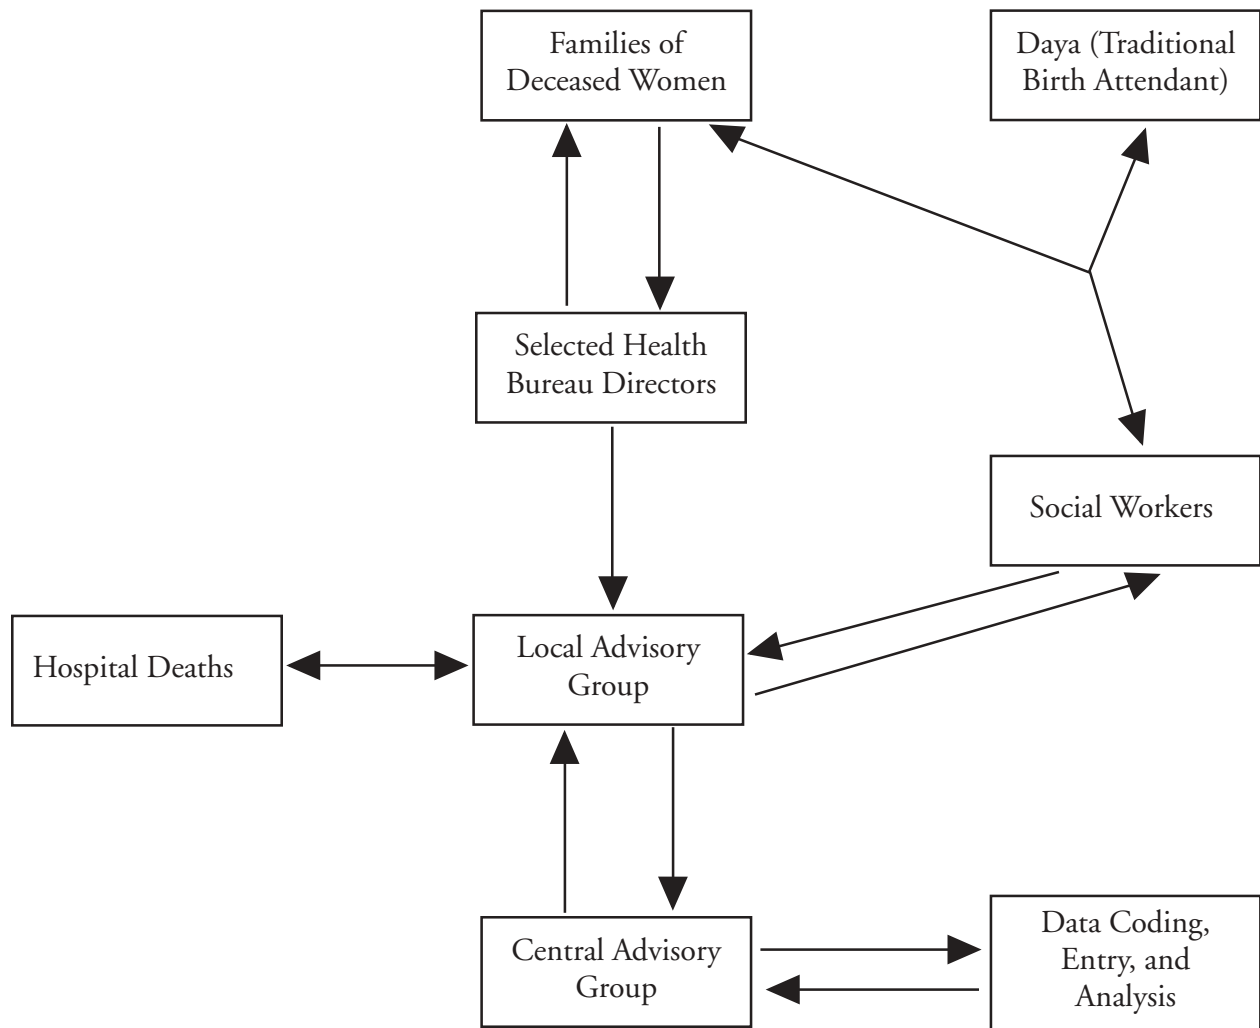 Families of
Deceased Women
Daya (Traditional
Birth Attendant)
Selected Health
Bureau Directors
Social Workers
Hospital Deaths
Local Advisory
Group
Central Advisory
Group
Data Coding,
Entry, and
Analysis